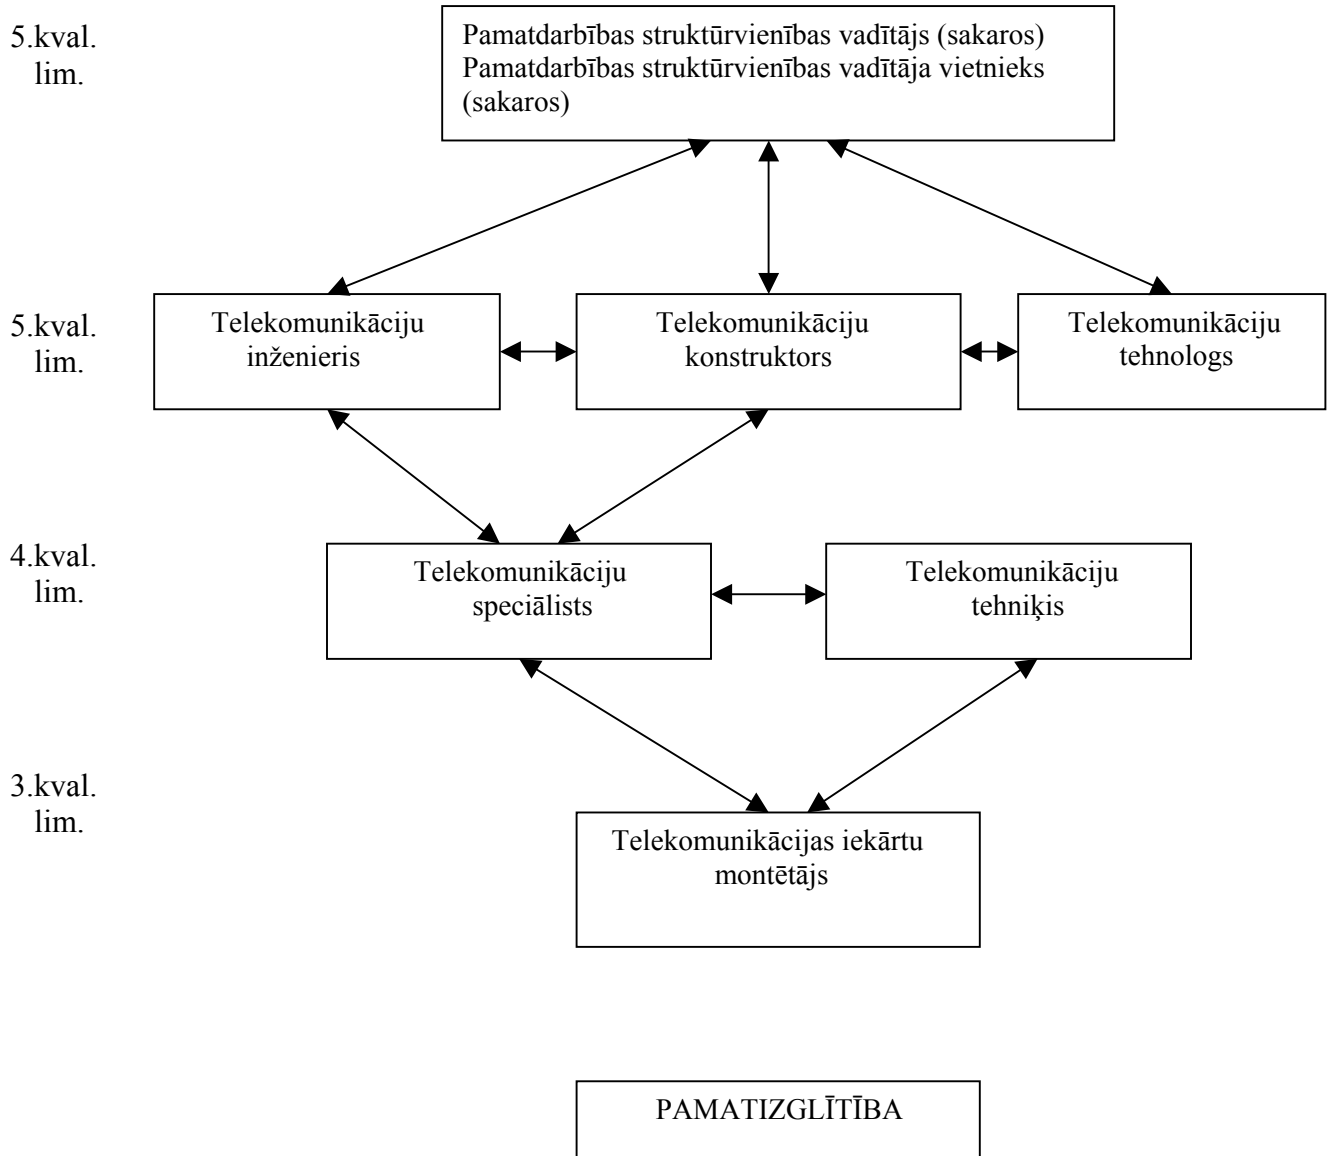 5.kval.
lim.
Pamatdarbības struktūrvienības vadītājs (sakaros)
Pamatdarbības struktūrvienības vadītāja vietnieks
(sakaros)
5.kval.
lim.
Telekomunikāciju
inženieris
Telekomunikāciju
konstruktors
Telekomunikāciju
tehnologs
4.kval.
lim.
Telekomunikāciju
speciālists
Telekomunikāciju
tehniķis
3.kval.
lim.
Telekomunikācijas iekārtu
montētājs
PAMATIZGLĪTĪBA